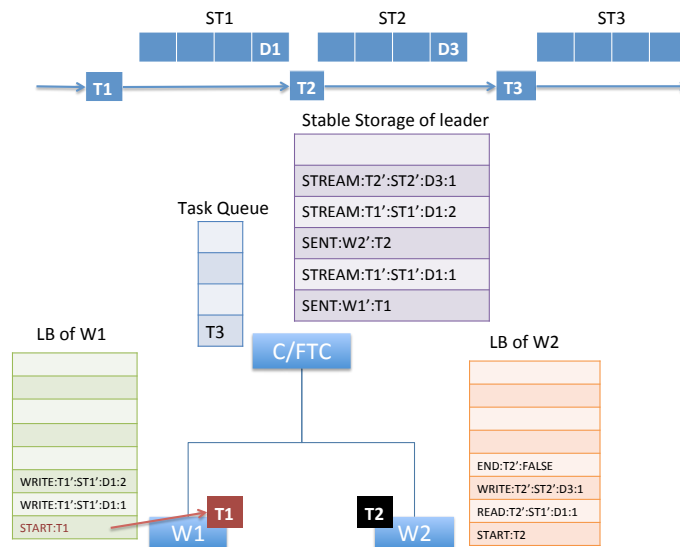 ST1
ST2
ST3
D1
D3
T1
T2
T3
Stable Storage of leader
STREAM:T2’:ST2’:D3:1
STREAM:T1’:ST1’:D1:2
SENT:W2’:T2
STREAM:T1’:ST1’:D1:1
SENT:W1’:T1
Task Queue
T3
C/FTC
LB of W1
WRITE:T1’:ST1’:D1:2
WRITE:T1’:ST1’:D1:1
START:T1
LB of W2
END:T2’:FALSE
WRITE:T2’:ST2’:D3:1
READ:T2’:ST1’:D1:1
START:T2
T1
W1
T2
W2